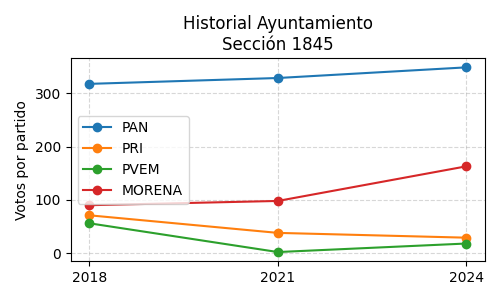 Historial Ayuntamiento
Sección 1845
Votos por partido
300
200
100
0
PAN
PRI
PVEM
MORENA
2018
2021
2024